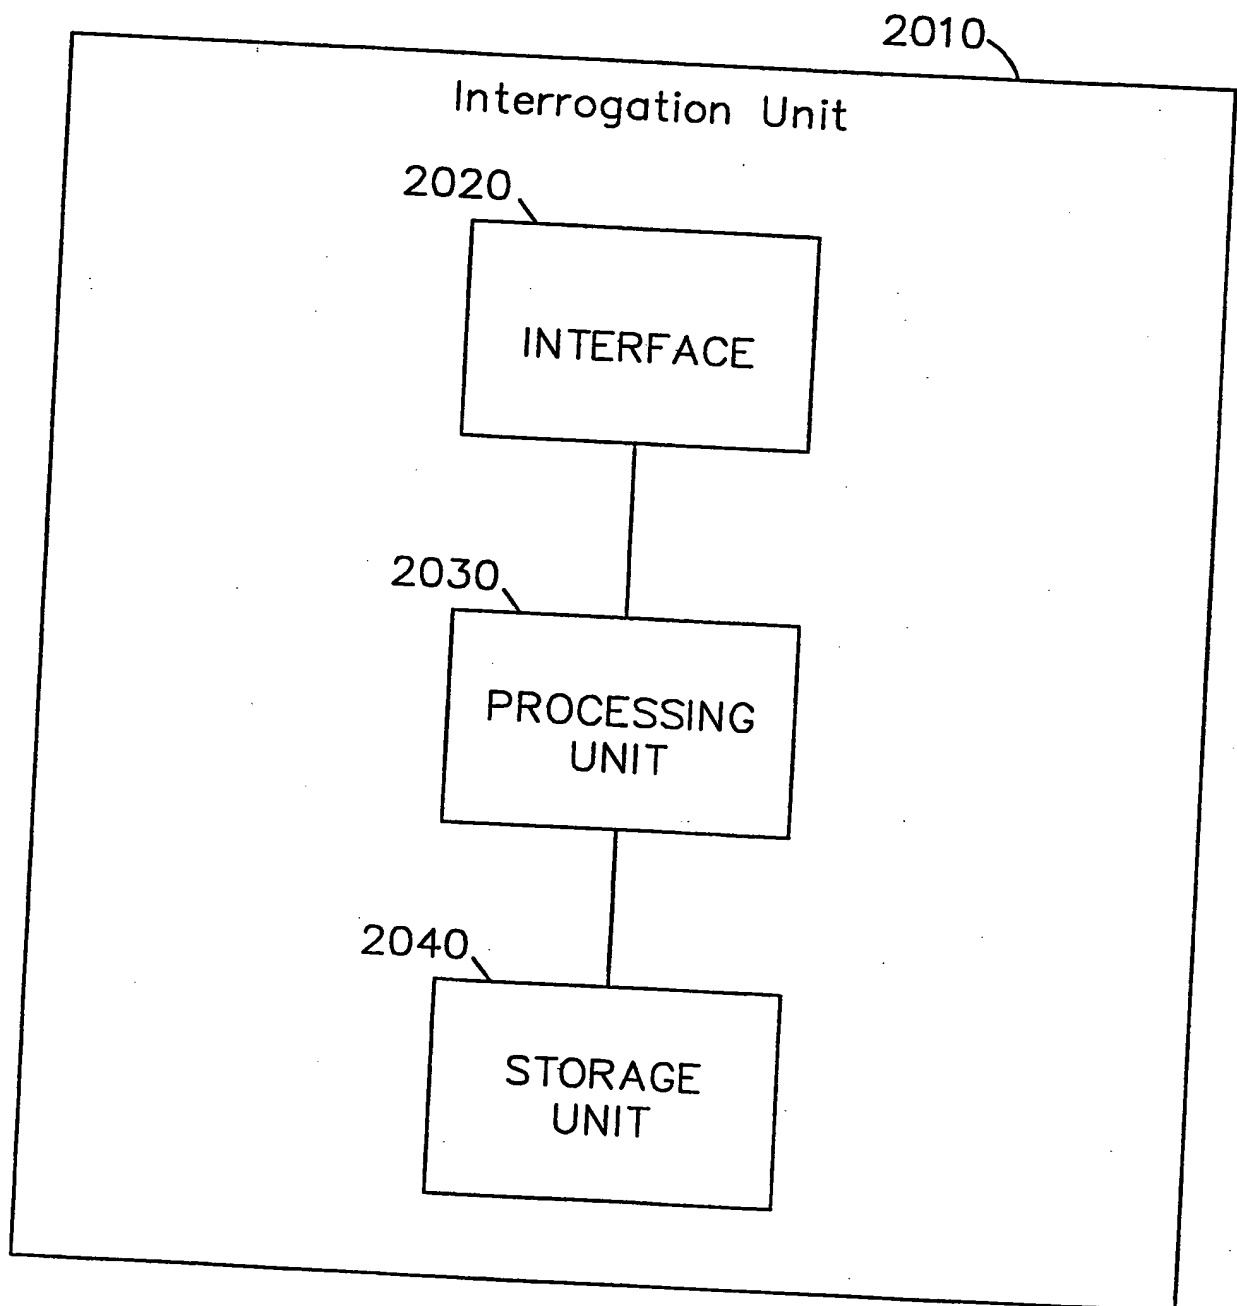 2010
Interrogation Unit
2020
INTERFACE
2030
PROCESSING
UNIT
2040
STORAGE
UNIT